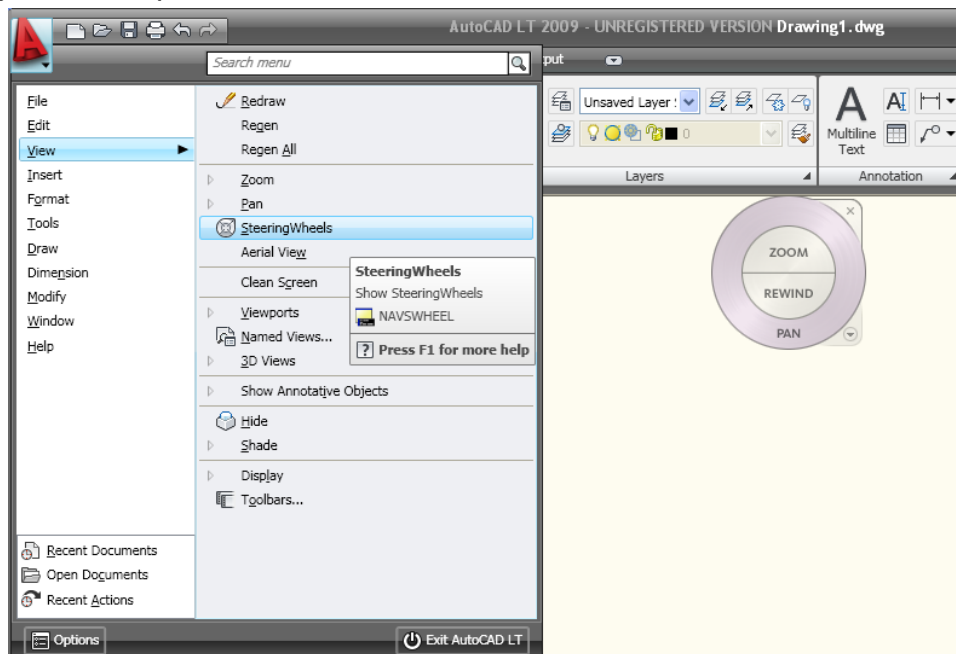 AutoCAD LT 2009 - UNREGISTERED VERSION Drawing1.dwg
Search menu
put
File
Edit
View
Insert
Format
Tools
Draw
Dimension
Modify
Window
Help
Recent Documents
Open Documents
Recent Actions
Redraw
Regen
Regen All
Zoom
Pan
SteeringWheels
Aerial View
Clean Screen
Viewports
Named Views...
3D Views
Show Annotative Objects
Hide
Shade
Display
Toolbars...
SteeringWheels
Show SteeringWheels
NAVSWHEEL
? Press F1 for more help
Options
Exit AutoCAD LT
Unsaved Layer
0
Layers
A
AI
Multiline
Text
Annotation
ZOOM
REWIND
PAN